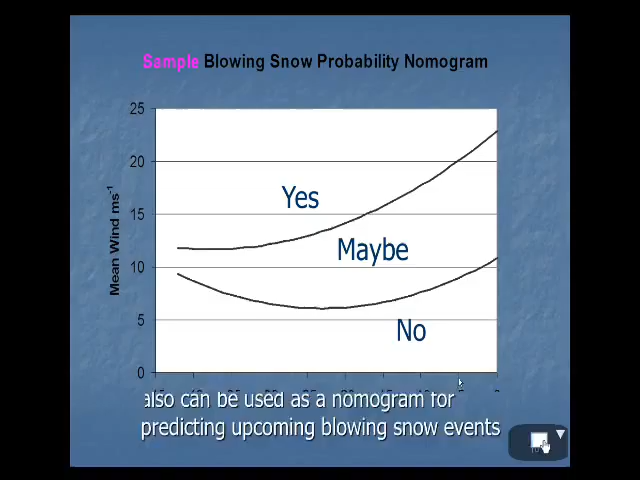 Sample Blowing Snow Probability Nomogram
25
20
15
10
5
0
Mean Wind ms-1
Yes
Maybe
No
also can be used as a nomogram for
predicting upcoming blowing snow events